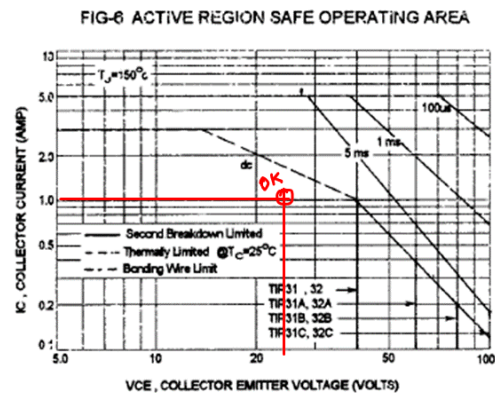 FIG-6 ACTIVE REGION SAFE OPERATING AREA
IC, COLLECTOR CURRENT (AMP)
10
5.0
2.0
1.0
0.5
0.2
0.1
TJ=150°C
100us
1 ms
5 ms
dc
OK
Second Breakdown Limited
Thermally Limited @TC=25°C
Bonding Wire Limit
TIP31, 32
TIP31A, 32A
TIP31B, 32B
TIP31C, 32C
5.0 10 20 40 60 80 100
VCE, COLLECTOR EMITTER VOLTAGE (VOLTS)